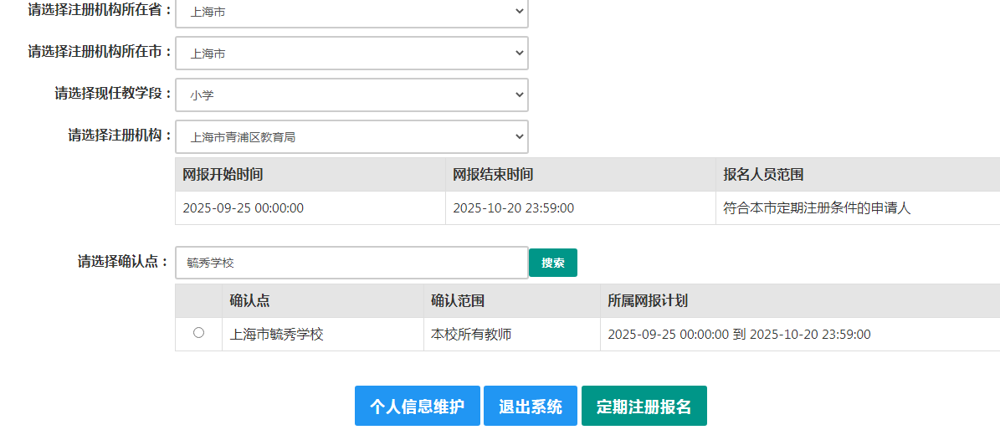 请选择注册机构所在省： 上海市
请选择注册机构所在市： 上海市
请选择现任教学段： 小学
请选择注册机构： 上海市青浦区教育局
网报开始时间 网报结束时间 报名人员范围
2025-09-25 00:00:00 2025-10-20 23:59:00 符合本市定期注册条件的申请人
请选择确认点： 毓秀学校 搜索
确认点 确认范围 所属网报计划
上海市毓秀学校 本校所有教师 2025-09-25 00:00:00 到 2025-10-20 23:59:00
个人信息维护 退出系统 定期注册报名